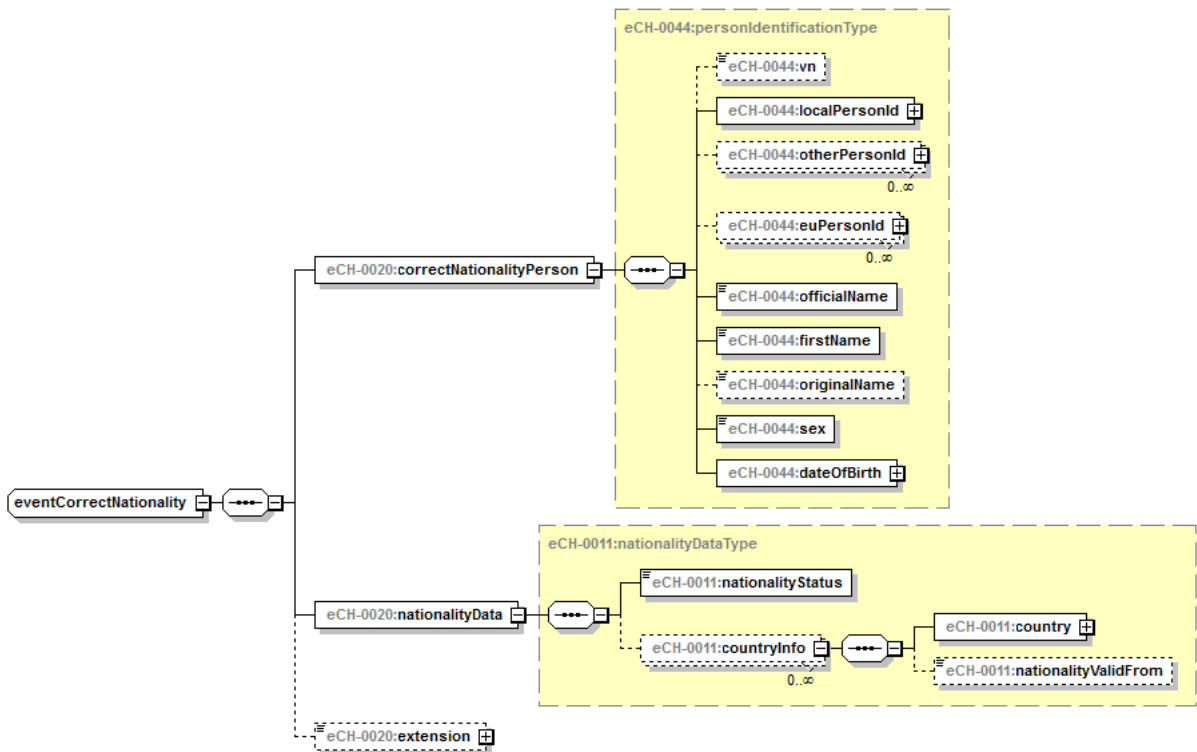 eCH-0044:personIdentificationType
eCH-0044:vn
eCH-0044:localPersonId
eCH-0044:otherPersonId
0..∞
eCH-0044:euPersonId
0..∞
eCH-0020:correctNationalityPerson
eCH-0044:officialName
eCH-0044:firstName
eCH-0044:originalName
eCH-0044:sex
eCH-0044:dateOfBirth
eventCorrectNationality
eCH-0011:nationalityDataType
eCH-0011:nationalityStatus
eCH-0020:nationalityData
eCH-0011:countryInfo
0..∞
eCH-0011:country
eCH-0011:nationalityValidFrom
eCH-0020:extension